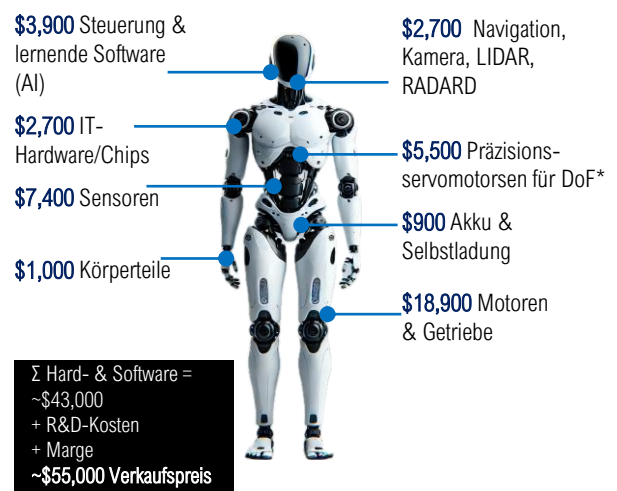 $3,900 Steuerung &
lernende Software
(AI)
$2,700 IT-
Hardware/Chips
$7,400 Sensoren
$1,000 Körperteile
$2,700 Navigation,
Kamera, LIDAR,
RADARD
$5,500 Präzisions-
servomotorsen für DoF*
$900 Akku &
Selbstladung
$18,900 Motoren
& Getriebe
Σ Hard- & Software =
~$43,000
+ R&D-Kosten
+ Marge
~$55,000 Verkaufspreis